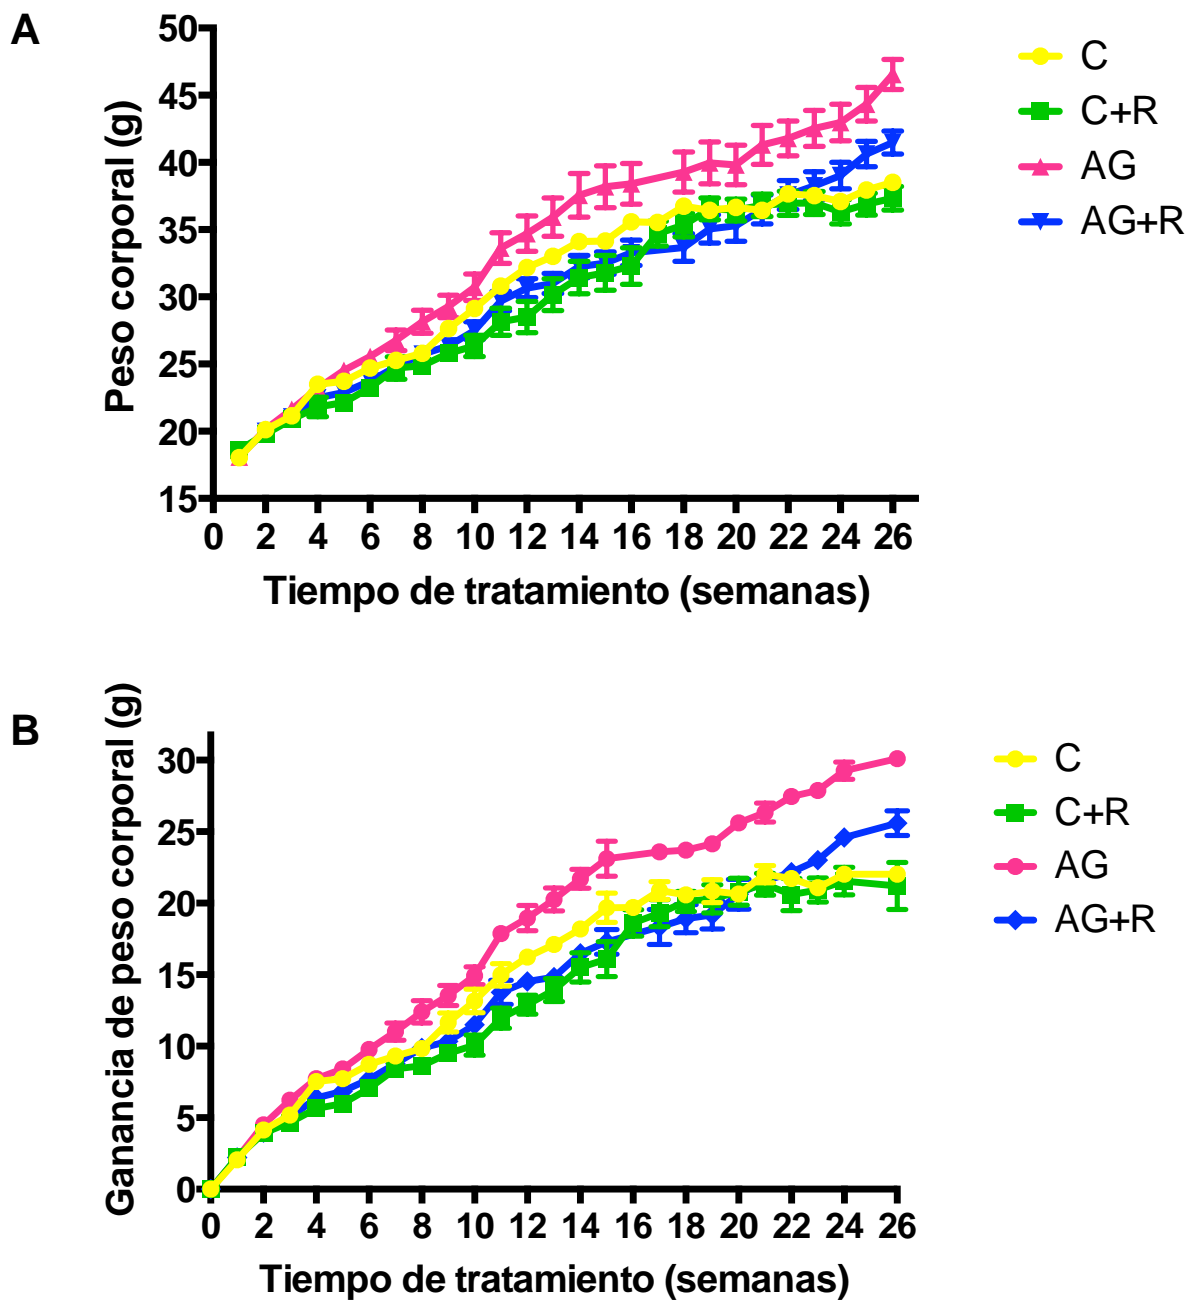 A
Peso corporal (g)
50
45
40
35
30
25
20
15
0 2 4 6 8 10 12 14 16 18 20 22 24 26
Tiempo de tratamiento (semanas)
C
C+R
AG
AG+R
B
Ganancia de peso corporal (g)
30
25
20
15
10
5
0
0 2 4 6 8 10 12 14 16 18 20 22 24 26
Tiempo de tratamiento (semanas)
C
C+R
AG
AG+R